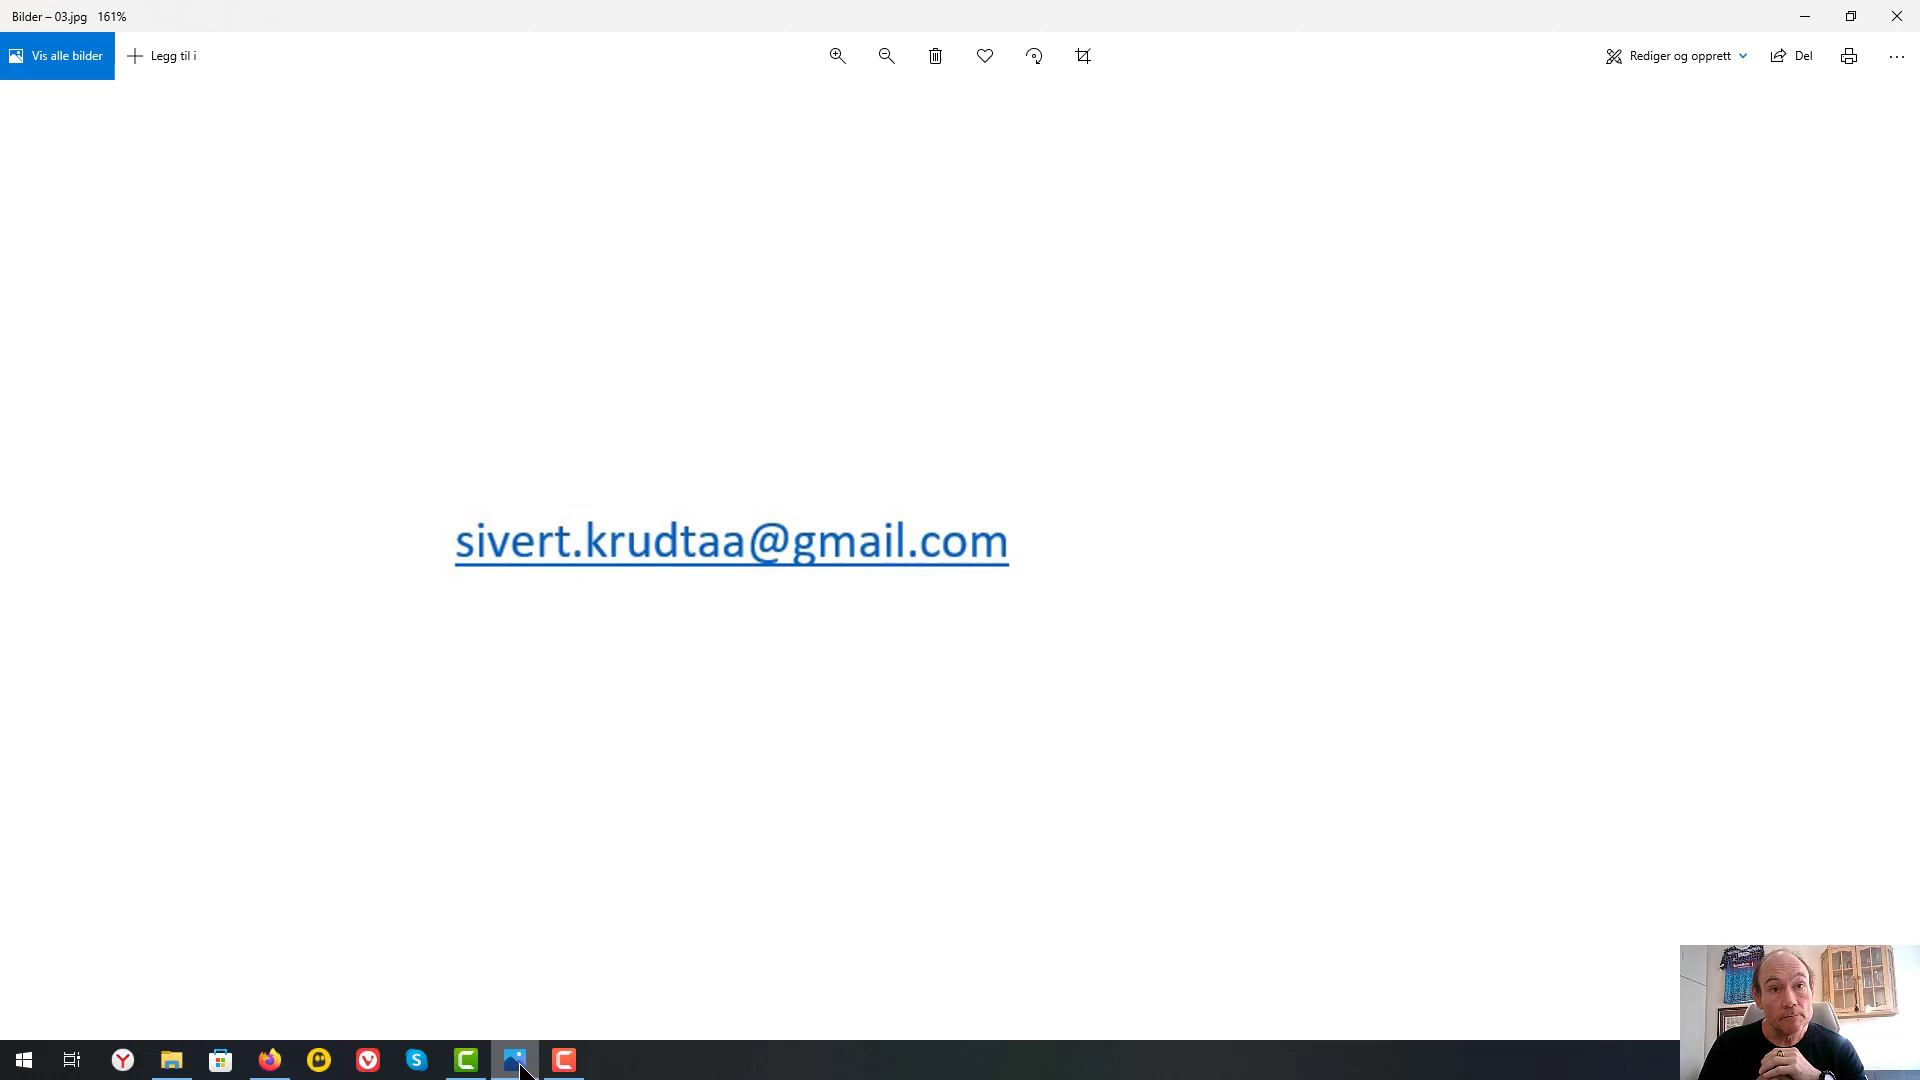 Bilder – 03.jpg 161%
Vis alle bilder
Legg til i
Rediger og opprett
Del
sivert.krudtaa@gmail.com